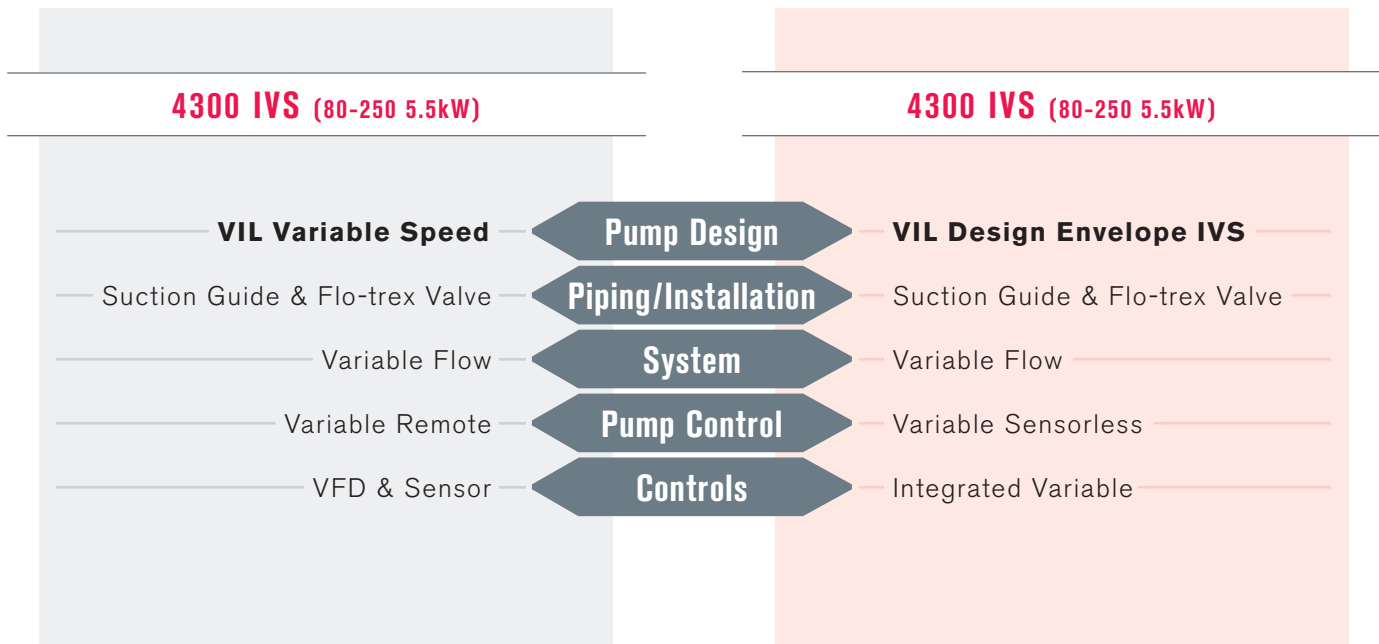 4300 IVS (80-250 5.5kW)
4300 IVS (80-250 5.5kW)
VIL Variable Speed Pump Design VIL Design Envelope IVS
Suction Guide & Flo-trex Valve Piping/Installation Suction Guide & Flo-trex Valve
Variable Flow System Variable Flow
Variable Remote Pump Control Variable Sensorless
VFD & Sensor Controls Integrated Variable